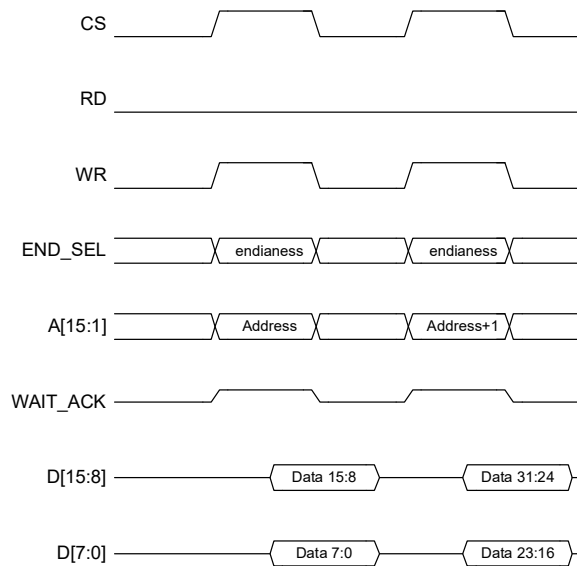 CS
RD
WR
END_SEL endianess endianess
A[15:1] Address Address+1
WAIT_ACK
D[15:8] Data 15:8 Data 31:24
D[7:0] Data 7:0 Data 23:16